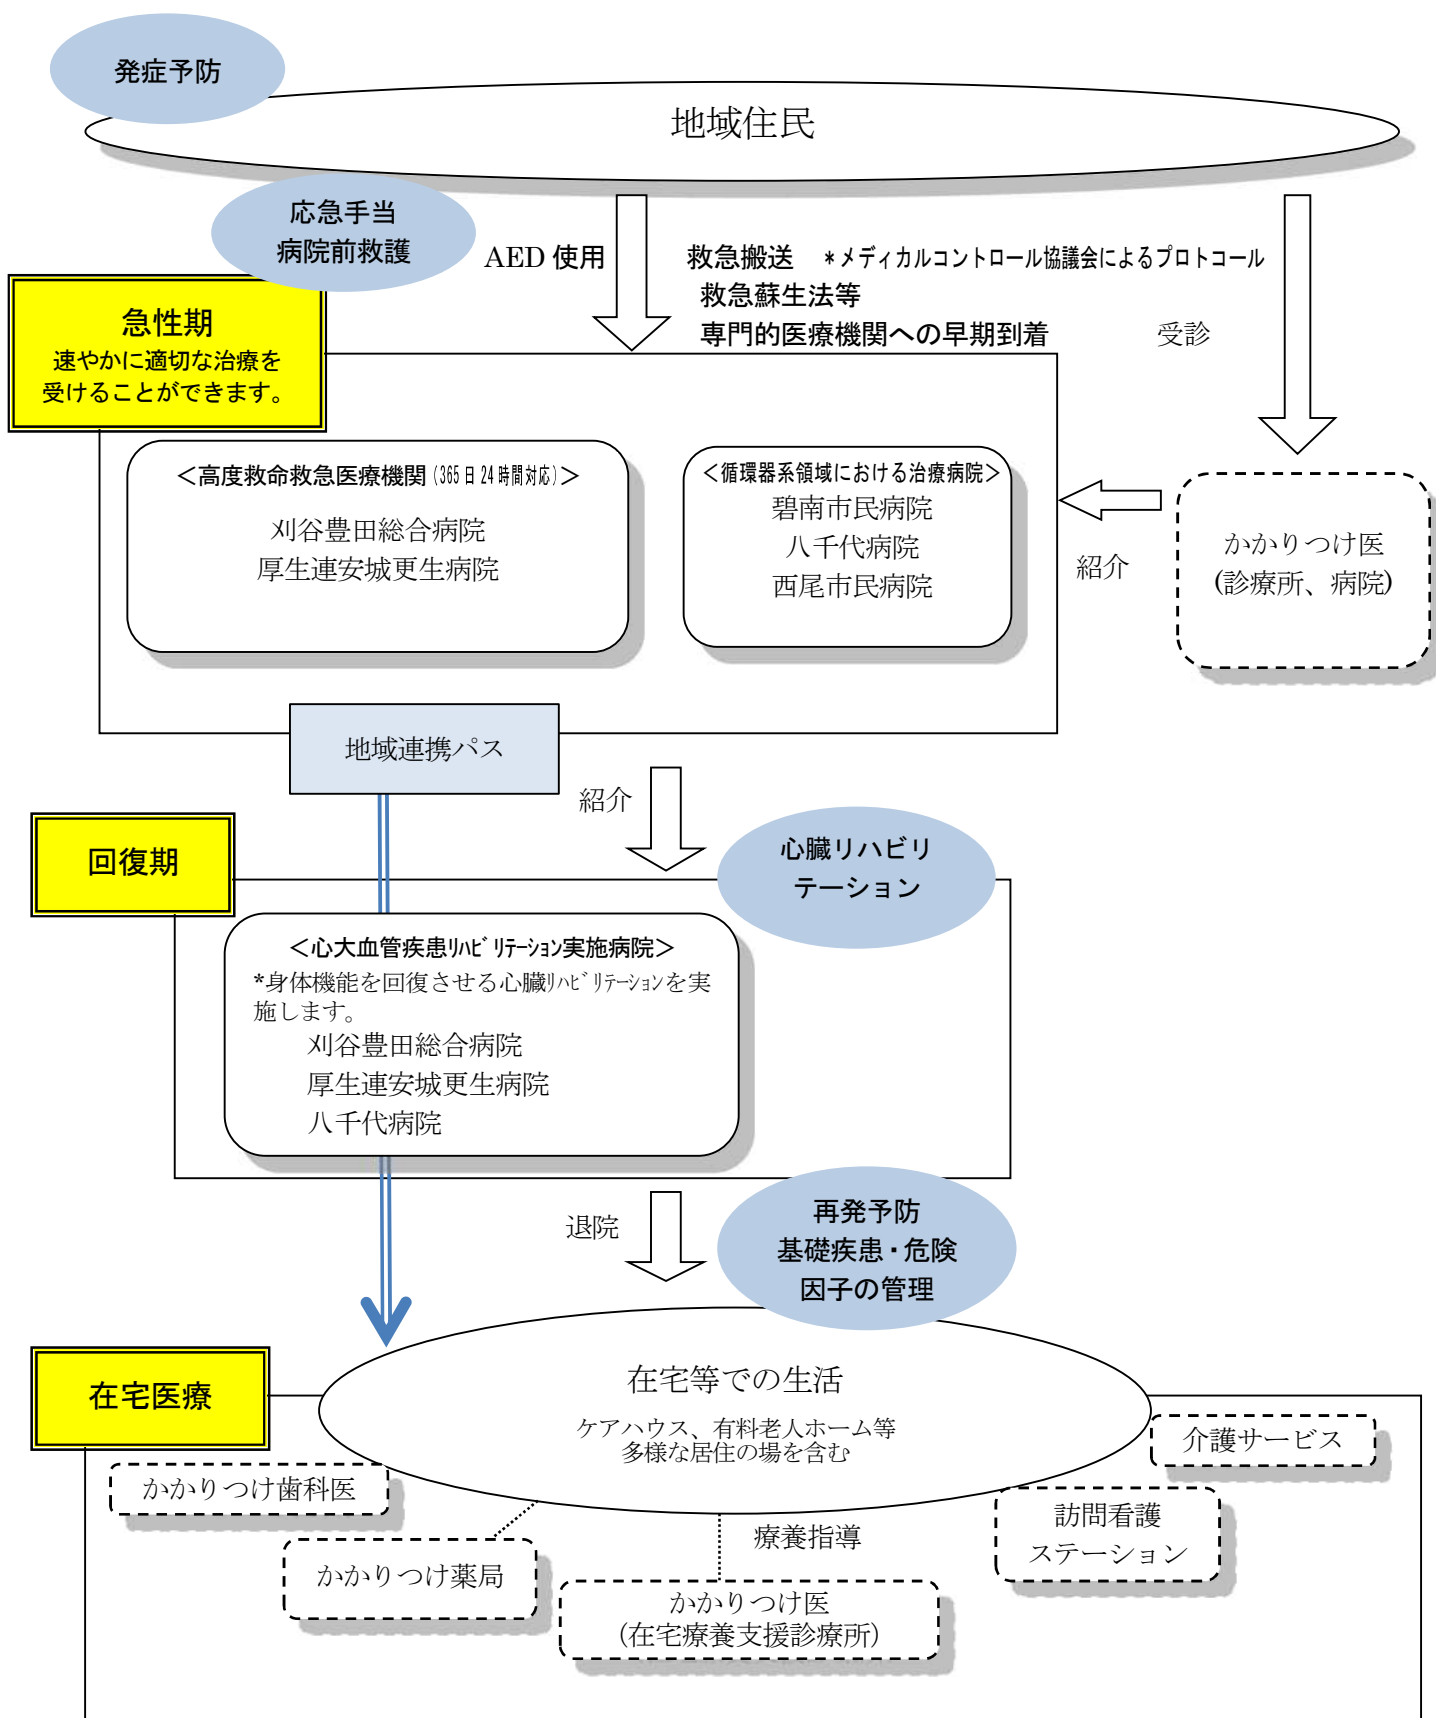 発症予防
地域住民
応急手当
病院前救護
AED 使用
救急搬送 *メディカルコントロール協議会によるプロトコール
救急蘇生法等
専門的医療機関への早期到着
受診
急性期
速やかに適切な治療を
受けることができます。
<高度救命救急医療機関(365日24時間対応)>
刈谷豊田総合病院
厚生連安城更生病院
<循環器系領域における治療病院>
碧南市民病院
八千代病院
西尾市民病院
紹介
かかりつけ医
(診療所、病院)
地域連携パス
紹介
回復期
心臓リハビリ
テーション
<心大血管疾患ﾘﾊﾋﾞﾘﾃｰｼｮﾝ実施病院>
*身体機能を回復させる心臓ﾘﾊﾋﾞﾘﾃｰｼｮﾝを実
施します。
刈谷豊田総合病院
厚生連安城更生病院
八千代病院
退院
再発予防
基礎疾患・危険
因子の管理
在宅医療
在宅等での生活
ケアハウス、有料老人ホーム等
多様な居住の場を含む
介護サービス
かかりつけ歯科医
訪問看護
ステーション
療養指導
かかりつけ薬局
かかりつけ医
(在宅療養支援診療所)